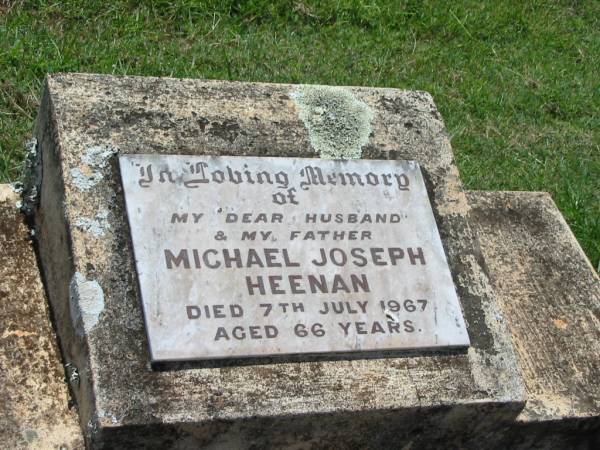 In Loving Memory
of
MY DEAR HUSBAND
& MY FATHER
MICHAEL JOSEPH
HEENAN
DIED 7TH JULY 1967
AGED 66 YEARS.